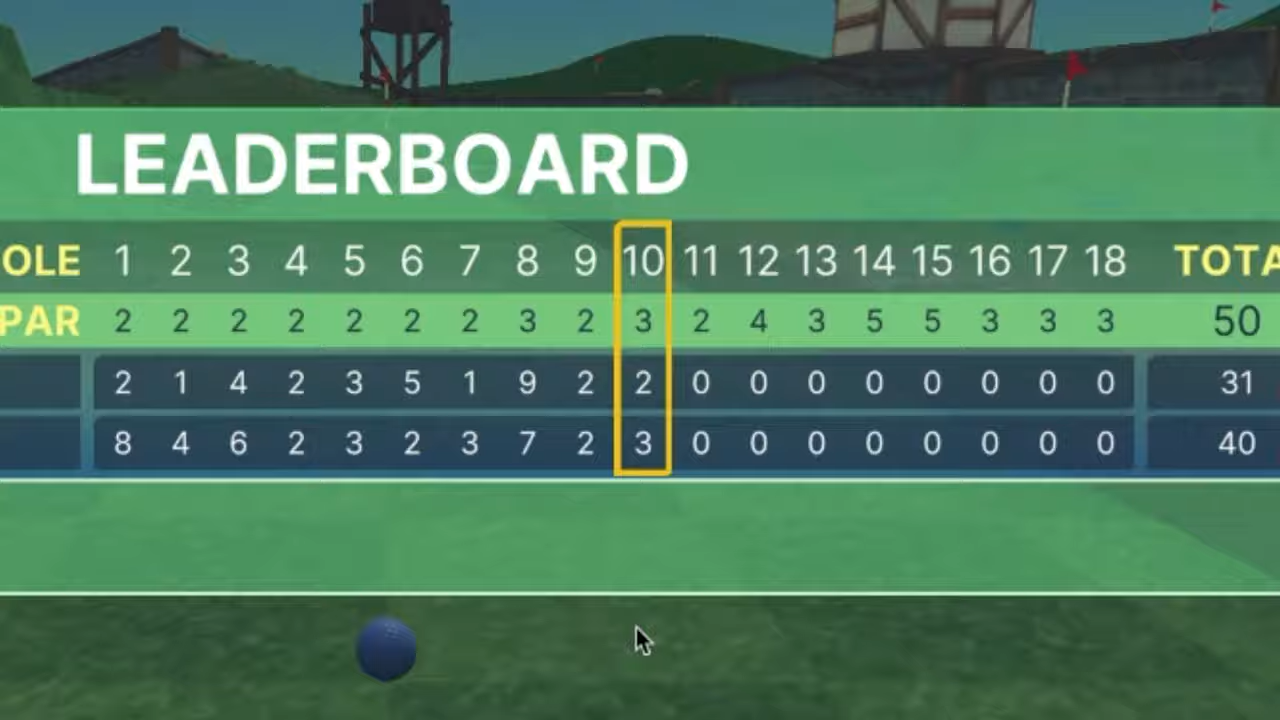 LEADERBOARD
OLE 1 2 3 4 5 6 7 8 9 10 11 12 13 14 15 16 17 18 TOTA
PAR 2 2 2 2 2 2 2 3 2 3 2 4 3 5 5 3 3 3 50
2 1 4 2 3 5 1 9 2 2 0 0 0 0 0 0 0 0 31
8 4 6 2 3 2 3 7 2 3 0 0 0 0 0 0 0 0 40